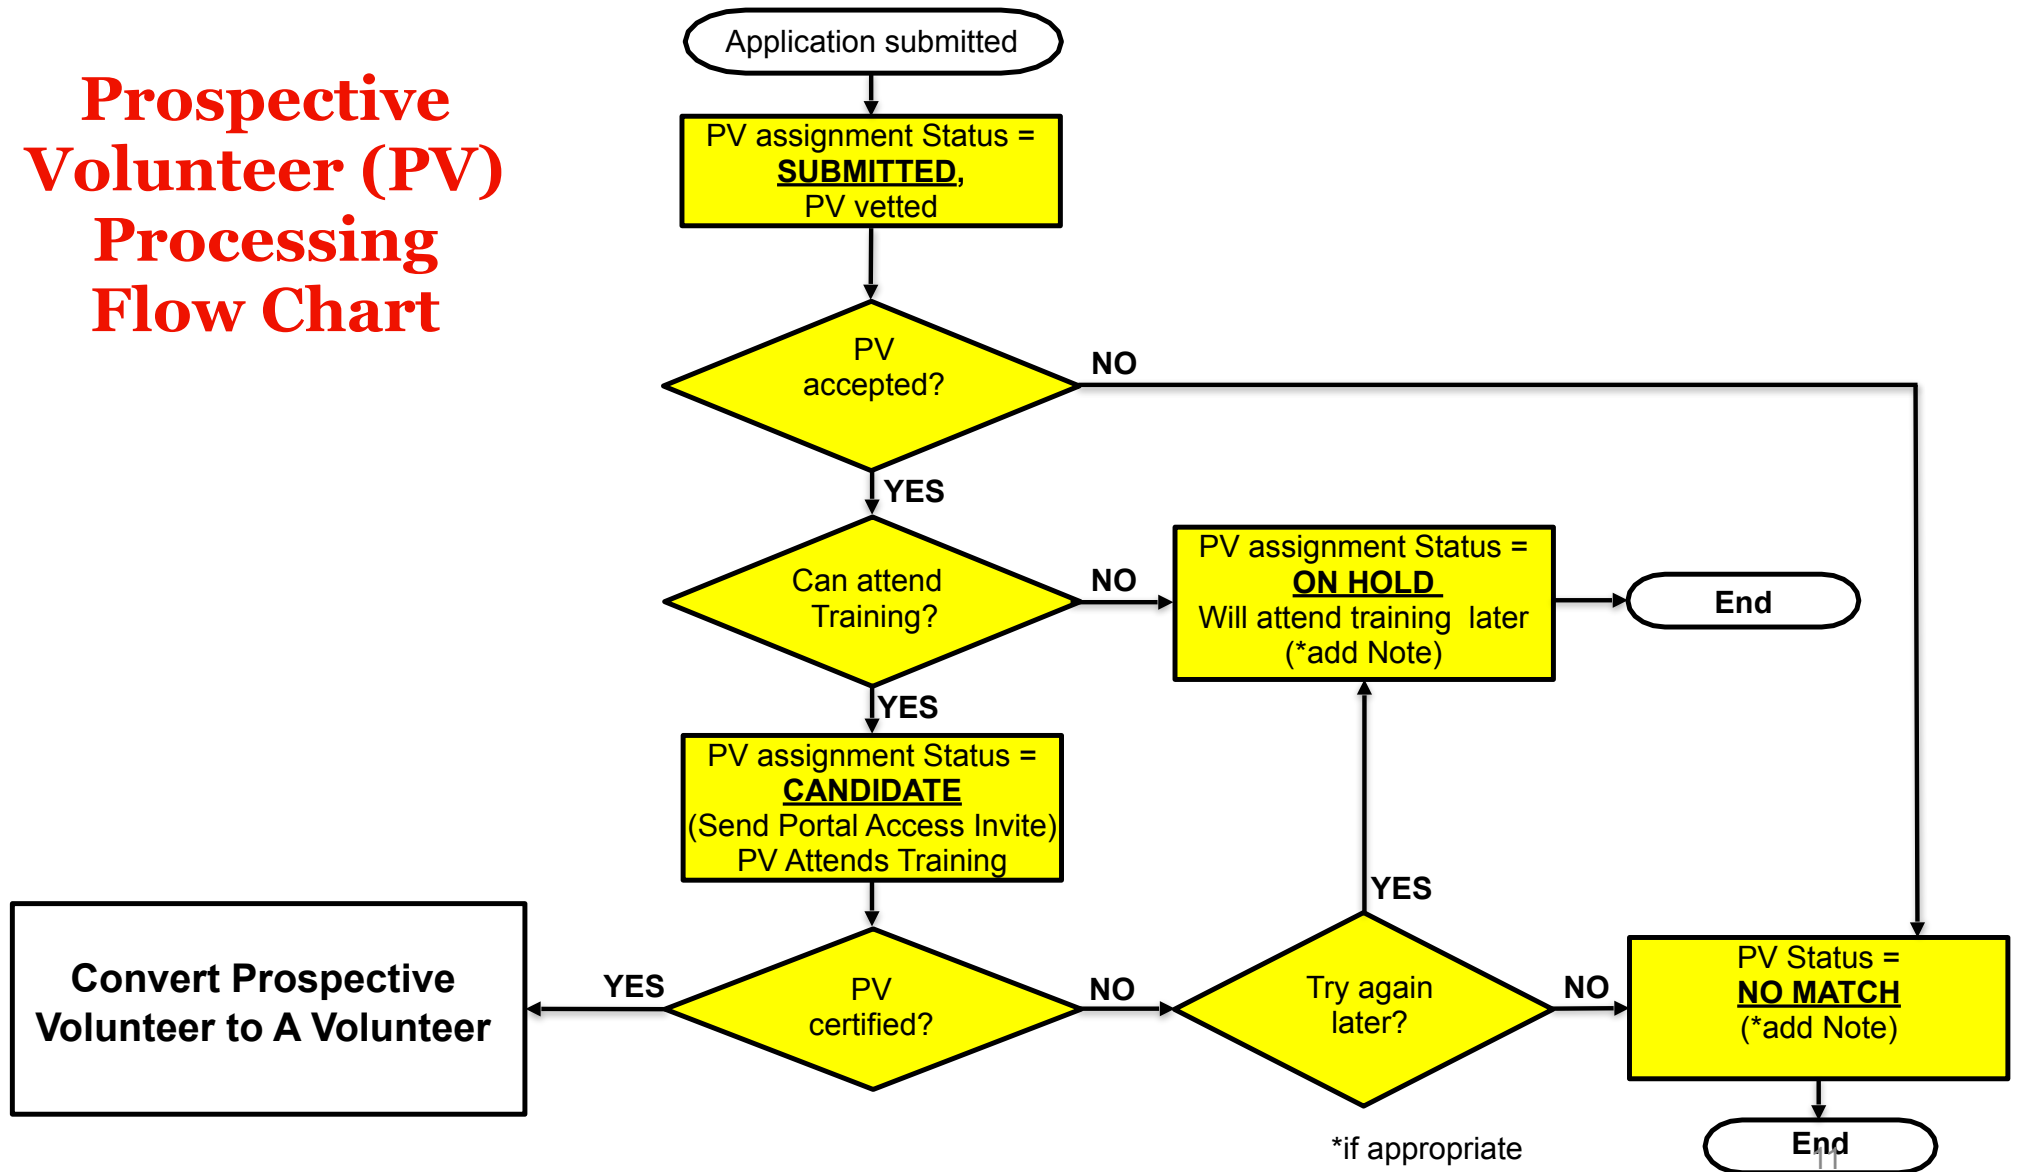 Prospective
Volunteer (PV)
Processing
Flow Chart
Application submitted
PV assignment Status =
SUBMITTED,
PV vetted
PV
accepted?
NO
YES
Can attend
Training?
NO
PV assignment Status =
ON HOLD
Will attend training later
(*add Note)
End
YES
PV assignment Status =
CANDIDATE
(Send Portal Access Invite)
PV Attends Training
YES
Convert Prospective
Volunteer to A Volunteer
YES
PV
certified?
NO
Try again
later?
NO
PV Status =
NO MATCH
(*add Note)
*if appropriate
End
11